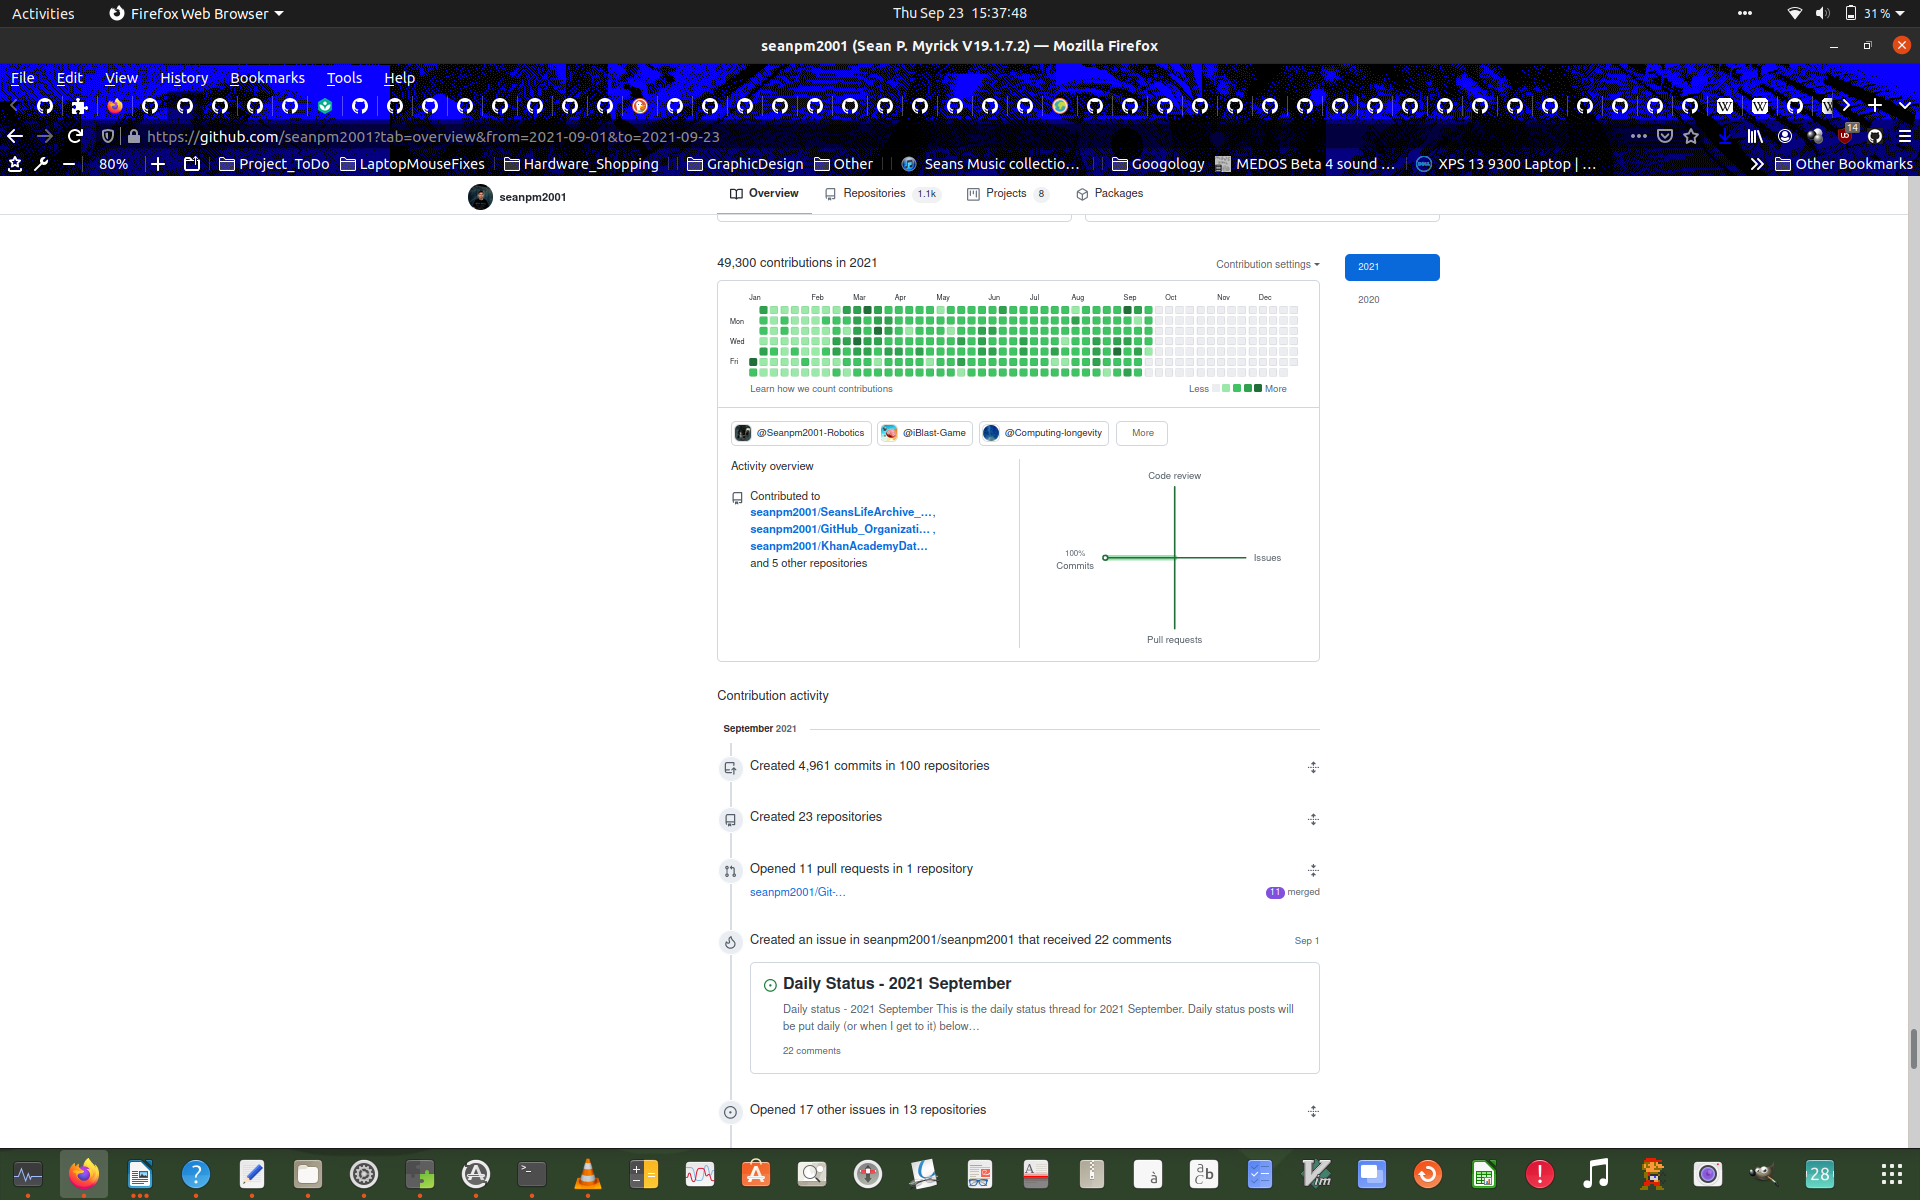 Activities Firefox Web Browser Thu Sep 23 15:37:48 31%
seanpm2001 (Sean P. Myrick V19.1.7.2) — Mozilla Firefox
File Edit View History Bookmarks Tools Help
https://github.com/seanpm2001?tab=overview&from=2021-09-01&to=2021-09-23 14
80% Project_ToDo LaptopMouseFixes Hardware_Shopping GraphicDesign Other Seans Music collectio… Googology MEDOS Beta 4 sound … XPS 13 9300 Laptop | … Other Bookmarks
seanpm2001 Overview Repositories 1.1k Projects 8 Packages
49,300 contributions in 2021 Contribution settings 2021
2020
Jan Feb Mar Apr May Jun Jul Aug Sep Oct Nov Dec
Mon
Wed
Fri
Learn how we count contributions Less More
@Seanpm2001-Robotics @iBlast-Game @Computing-longevity More
Activity overview
Contributed to
seanpm2001/SeansLifeArchive_…,
seanpm2001/GitHub_Organizati… ,
seanpm2001/KhanAcademyDat…
and 5 other repositories
Code review
100%
Commits
Issues
Pull requests
Contribution activity
September 2021
Created 4,961 commits in 100 repositories
Created 23 repositories
Opened 11 pull requests in 1 repository
seanpm2001/Git-… 11 merged
Created an issue in seanpm2001/seanpm2001 that received 22 comments Sep 1
Daily Status - 2021 September
Daily status - 2021 September This is the daily status thread for 2021 September. Daily status posts will
be put daily (or when I get to it) below…
22 comments
Opened 17 other issues in 13 repositories
28